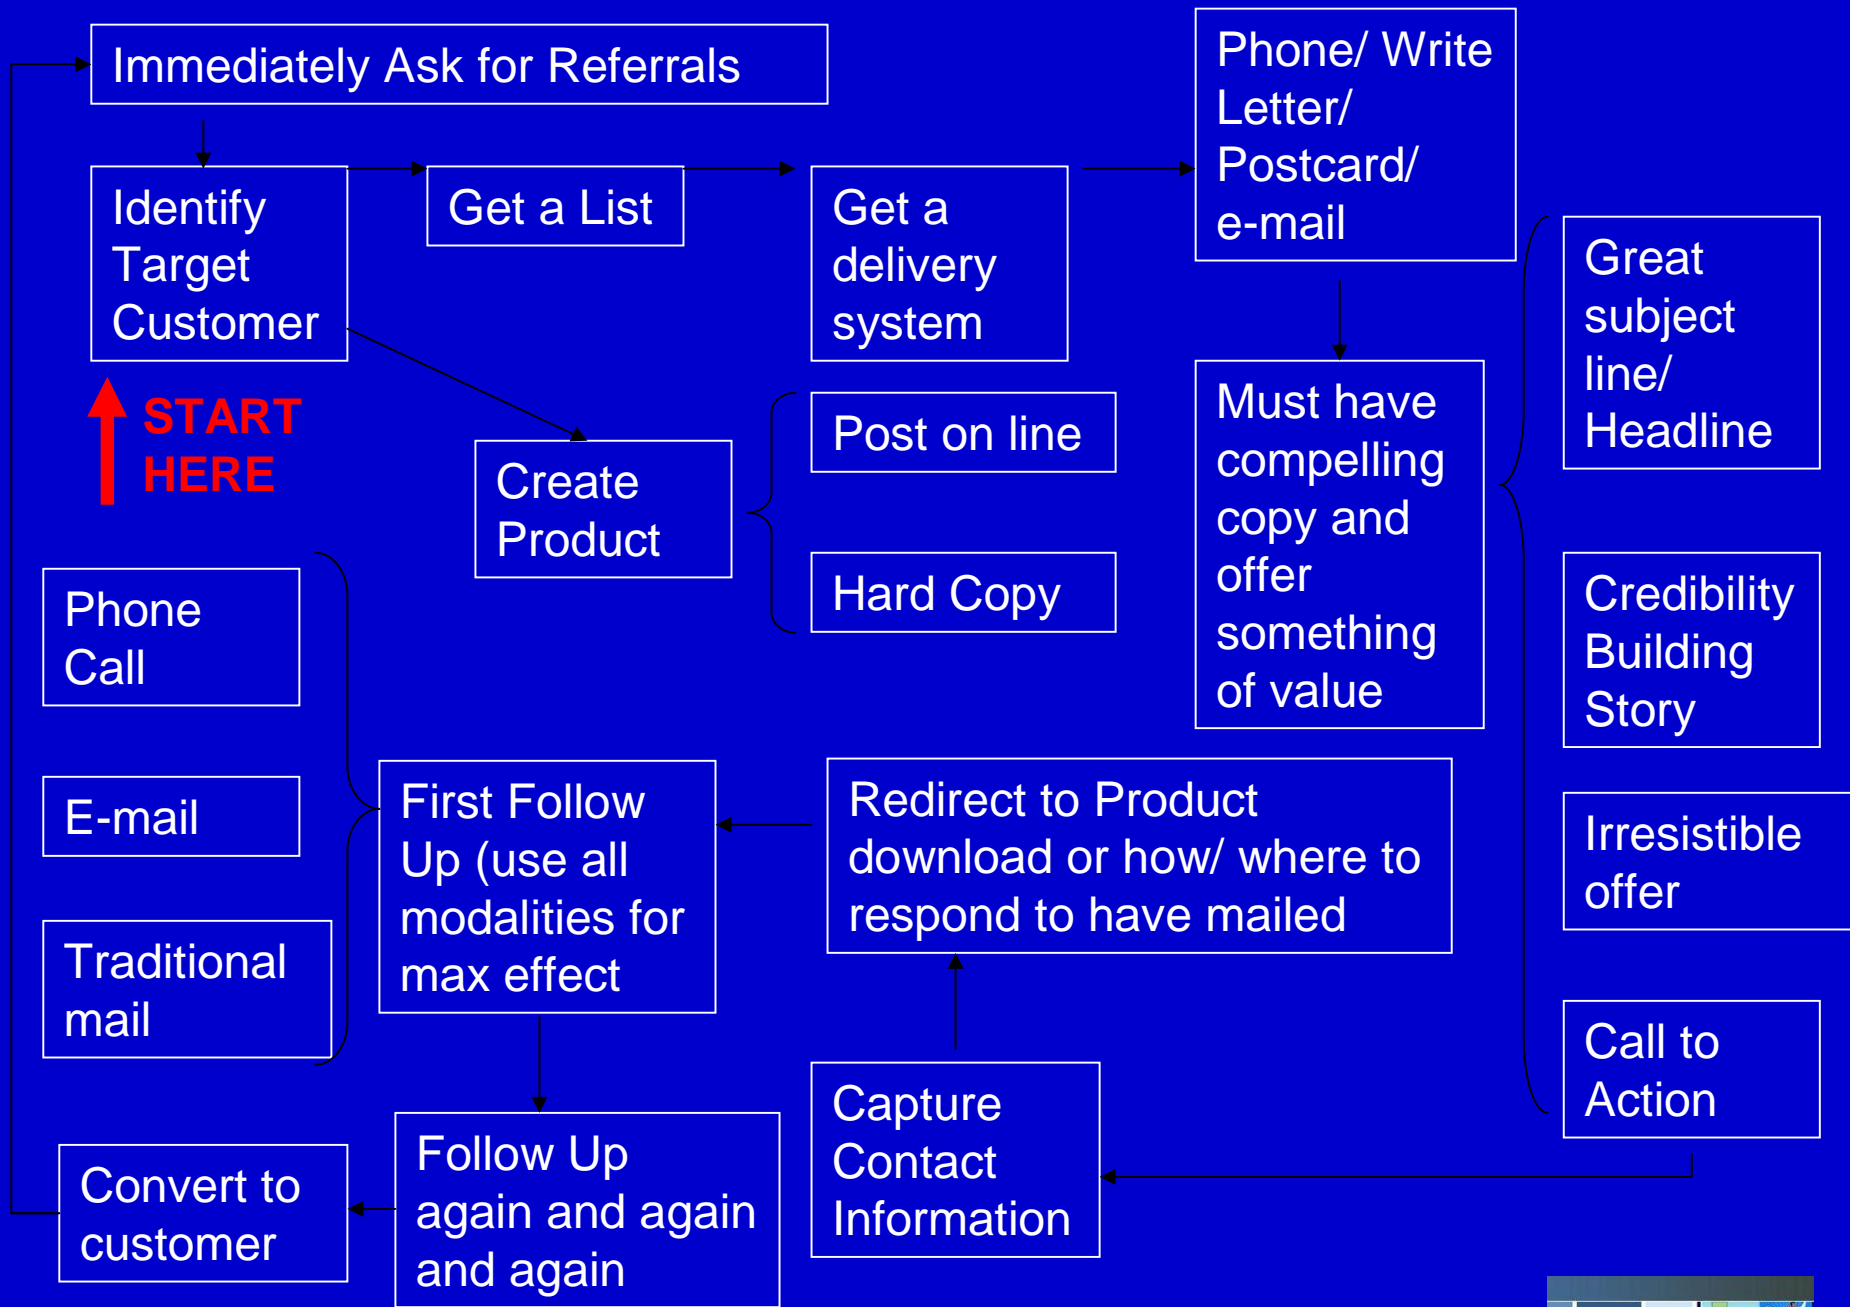 Immediately Ask for Referrals
Identify
Target
Customer
START
HERE
Get a List
Get a
delivery
system
Phone/ Write
Letter/
Postcard/
e-mail
Create
Product
Post on line
Hard Copy
Must have
compelling
copy and
offer
something
of value
Great
subject
line/
Headline
Credibility
Building
Story
Irresistible
offer
Call to
Action
Capture
Contact
Information
Redirect to Product
download or how/ where to
respond to have mailed
First Follow
Up (use all
modalities for
max effect
Phone
Call
E-mail
Traditional
mail
Follow Up
again and again
and again
Convert to
customer